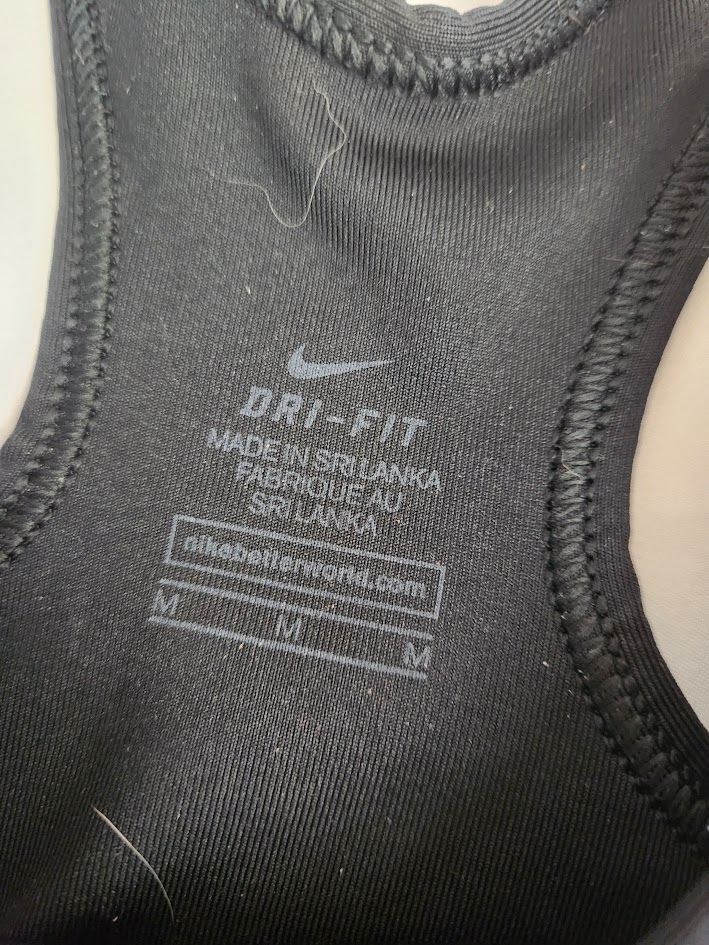 DRI-FIT
MADE IN SRI LANKA
FABRIQUE AU
SRI LANKA
nikebetterworld.com
M M M